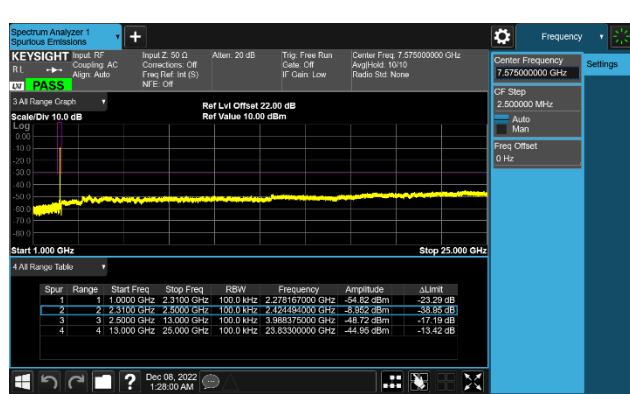 Spectrum Analyzer 1
Spurious Emissions
Frequency
KEYSIGHT
Input: RF
Coupling: AC
Align: Auto
Input Z: 50 Ω
Corrections: Off
Freq Ref: Int (S)
NFE: Off
Atten: 20 dB
Trig: Free Run
Gate: Off
IF Gain: Low
Center Freq: 7.575000000 GHz
Avg|Hold: 10/10
Radio Std: None
R L
LXI PASS
3 All Range Graph
Scale/Div 10.0 dB
Ref Lvl Offset 22.00 dB
Ref Value 10.00 dBm
Log
0.00
-10.0
-20.0
-30.0
-40.0
-50.0
-60.0
-70.0
-80.0
Start 1.000 GHz
Stop 25.000 GHz
4 All Range Table
Spur Range Start Freq Stop Freq RBW Frequency Amplitude ΔLimit
1 1 1.0000 GHz 2.3100 GHz 100.0 kHz 2.278167000 GHz -54.82 dBm -23.29 dB
2 2 2.3100 GHz 2.5000 GHz 100.0 kHz 2.424494000 GHz -8.952 dBm -38.95 dB
3 3 2.5000 GHz 13.000 GHz 100.0 kHz 3.988375000 GHz -48.72 dBm -17.19 dB
4 4 13.000 GHz 25.000 GHz 100.0 kHz 23.83300000 GHz -44.95 dBm -13.42 dB
Dec 08, 2022
1:28:00 AM
Center Frequency
7.575000000 GHz
Settings
CF Step
2.500000 MHz
Auto
Man
Freq Offset
0 Hz